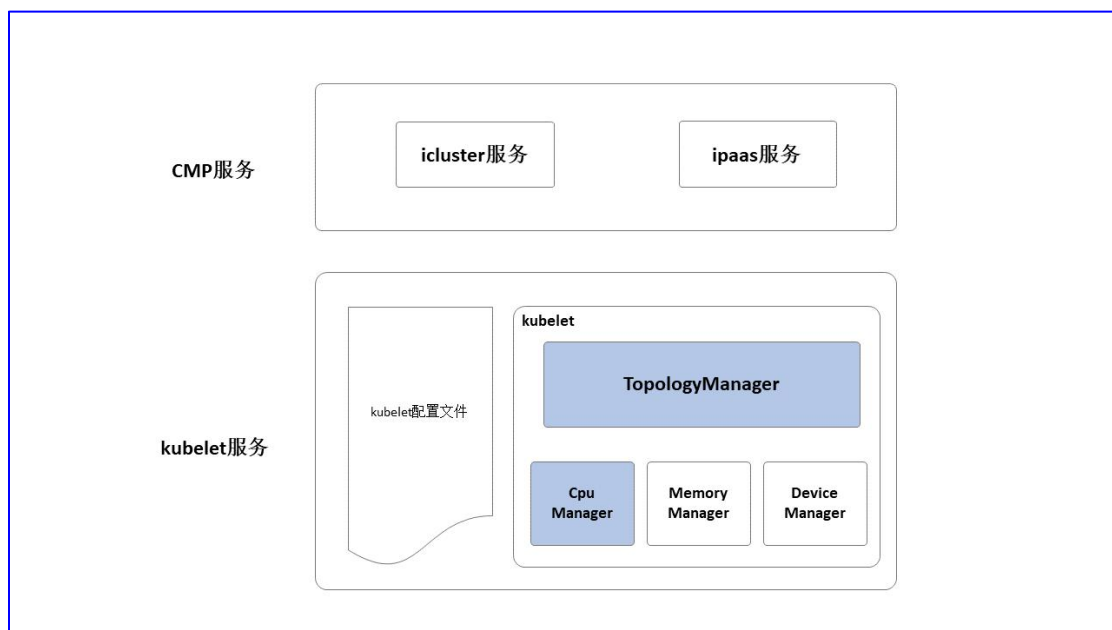 CMP服务
icluster服务
ipaas服务
kubelet服务
kubelet配置文件
kubelet
TopologyManager
Cpu
Manager
Memory
Manager
Device
Manager